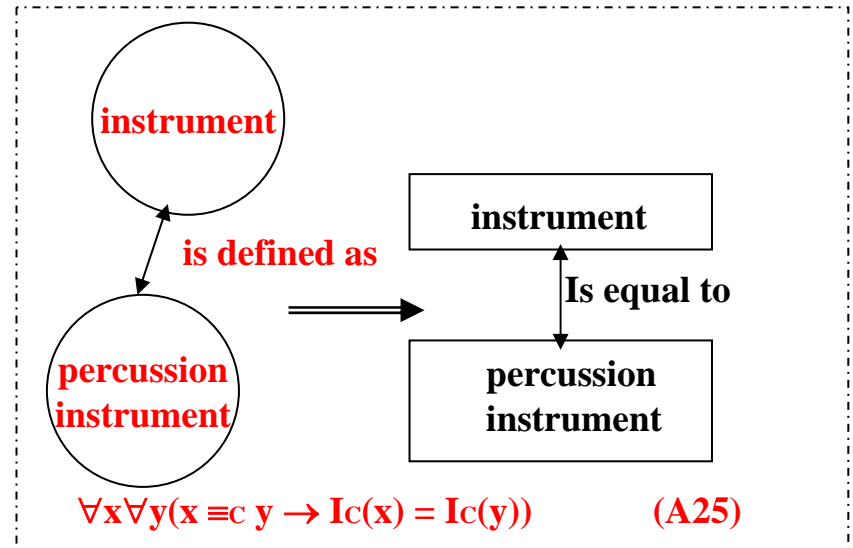 instrument
is defined as
percussion
instrument
instrument
Is equal to
percussion
instrument
∀x∀y(x ≡C y → IC(x) = IC(y)) (A25)